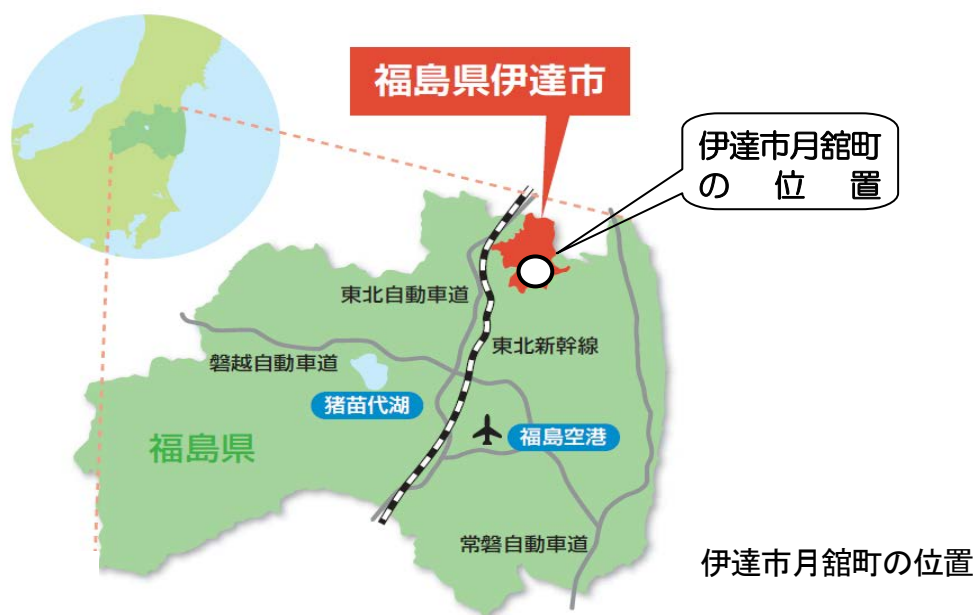 福島県伊達市
伊達市月舘町
の位置
東北自動車道
東北新幹線
磐越自動車道
猪苗代湖
福島空港
福島県
常磐自動車道
伊達市月舘町の位置